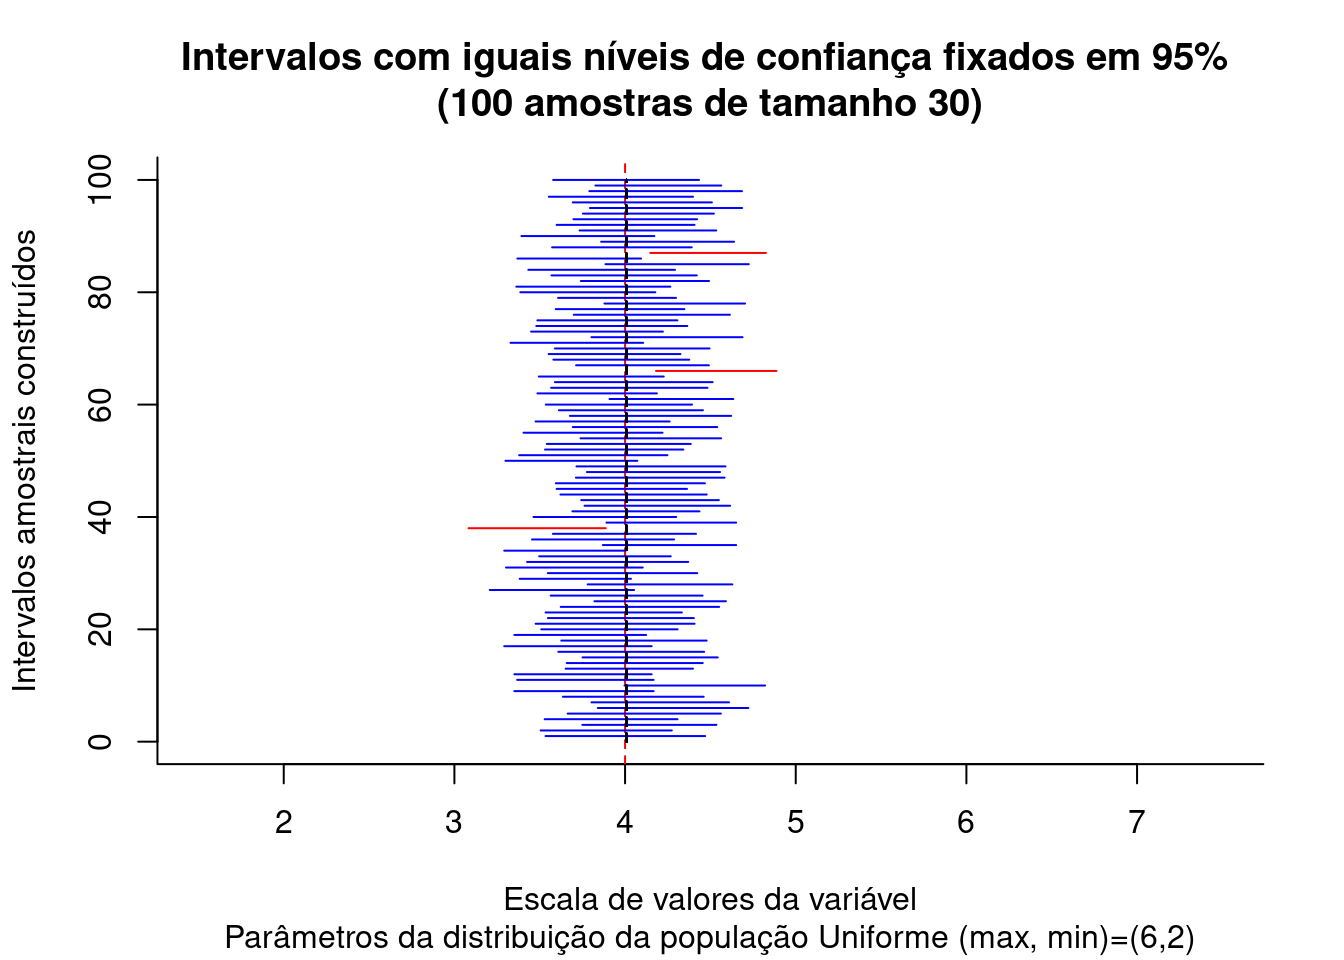 Intervalos com iguais níveis de confiança fixados em 95%
(100 amostras de tamanho 30)
Intervalos amostrais construídos
100
80
60
40
20
0
2 3 4 5 6 7
Escala de valores da variável
Parâmetros da distribuição da população Uniforme (max, min)=(6,2)